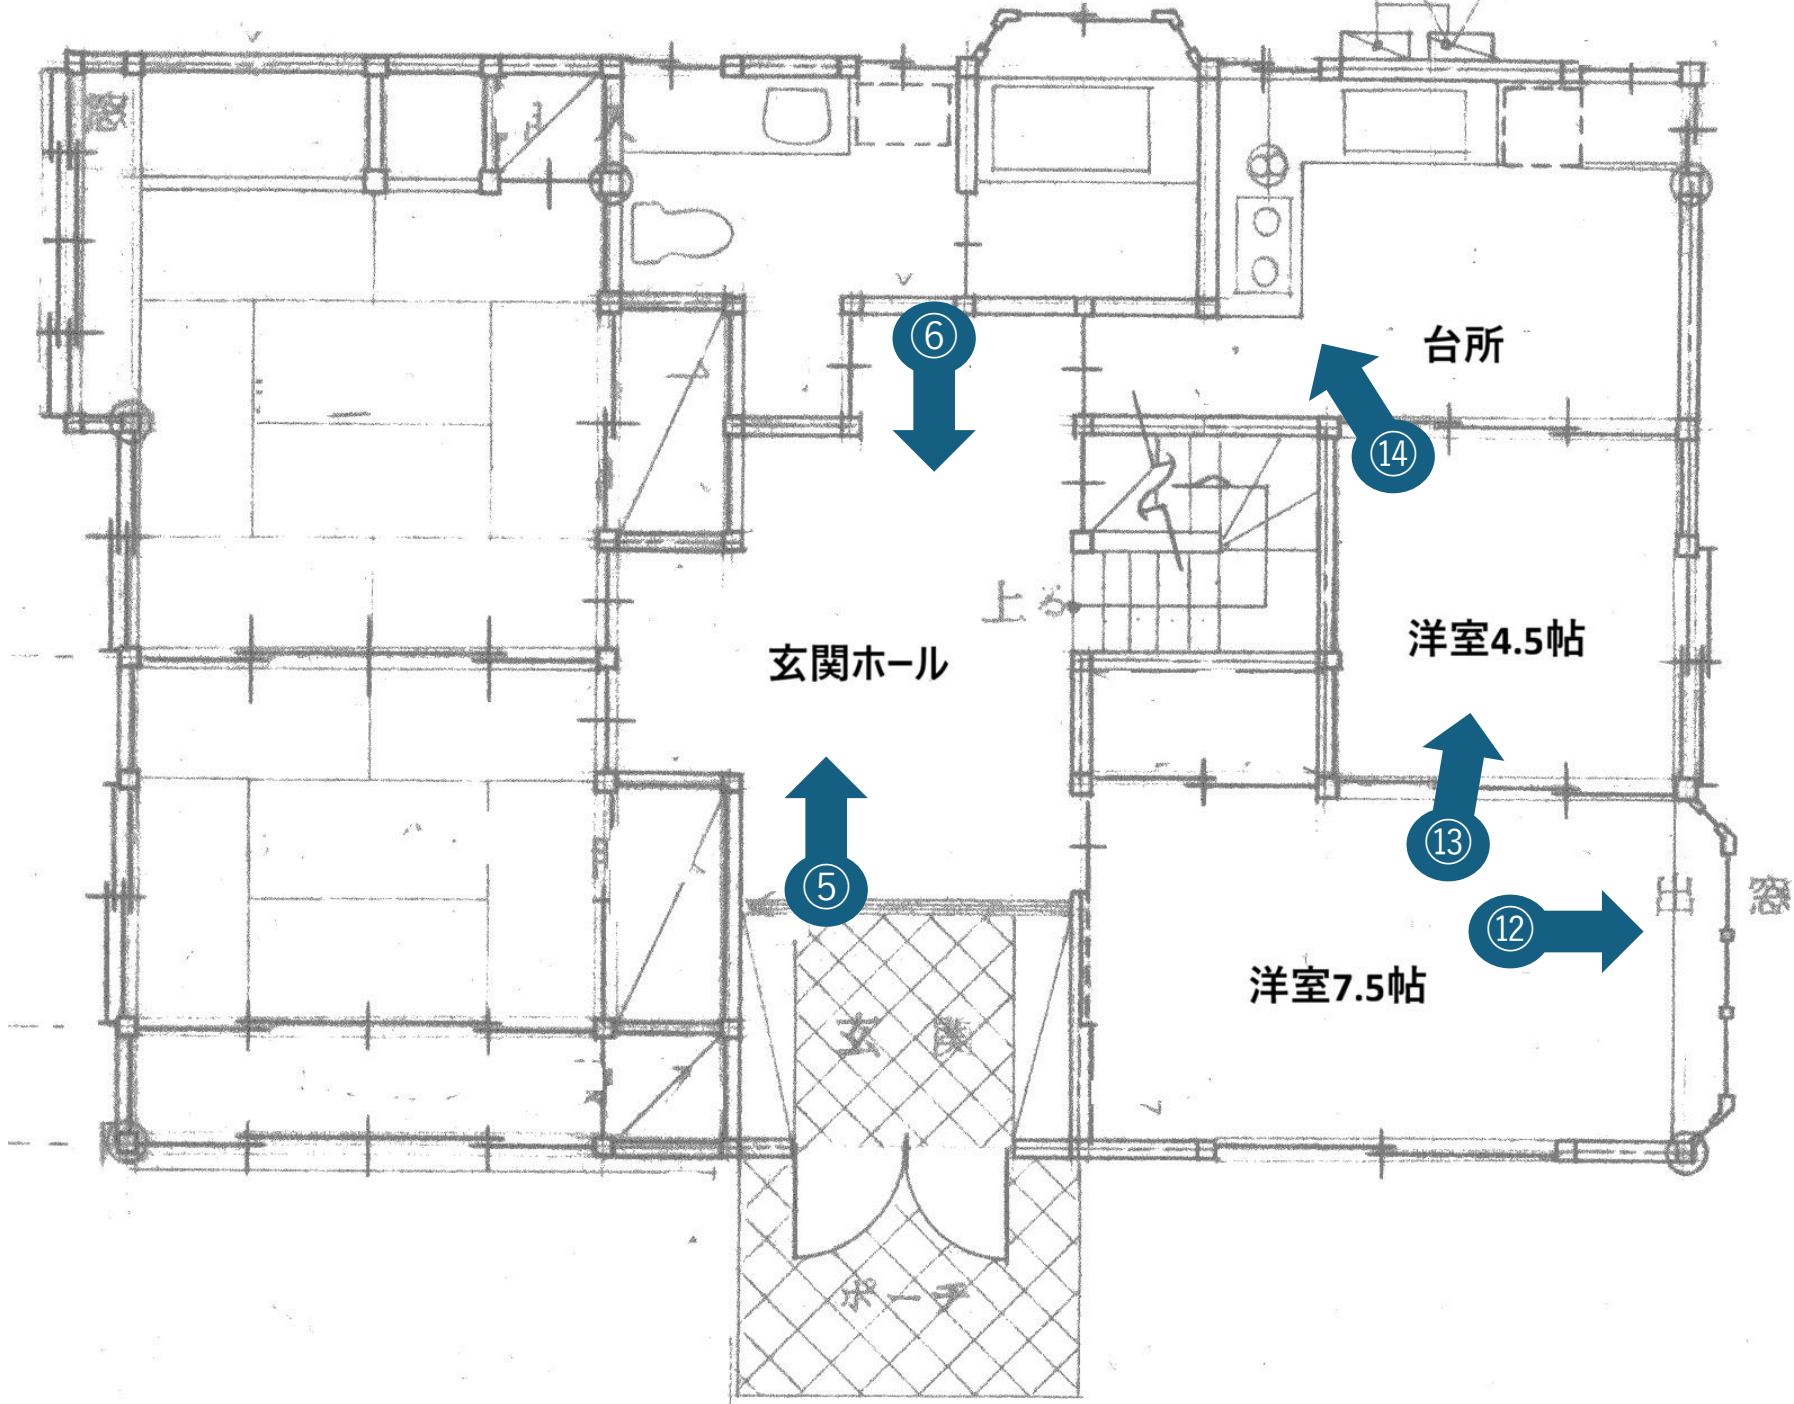 ⑥
台所
⑭
上る
洋室4.5帖
玄関ホール
⑬
⑤
出窓
⑫
洋室7.5帖
玄関
ポーチ